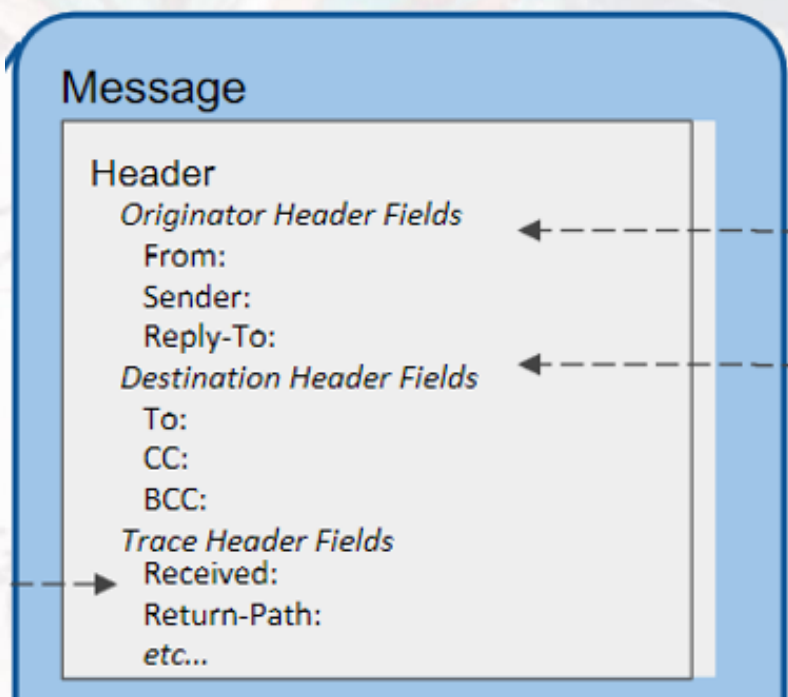 Message
Header
Originator Header Fields
From:
Sender:
Reply-To:
Destination Header Fields
To:
CC:
BCC:
Trace Header Fields
Received:
Return-Path:
etc...